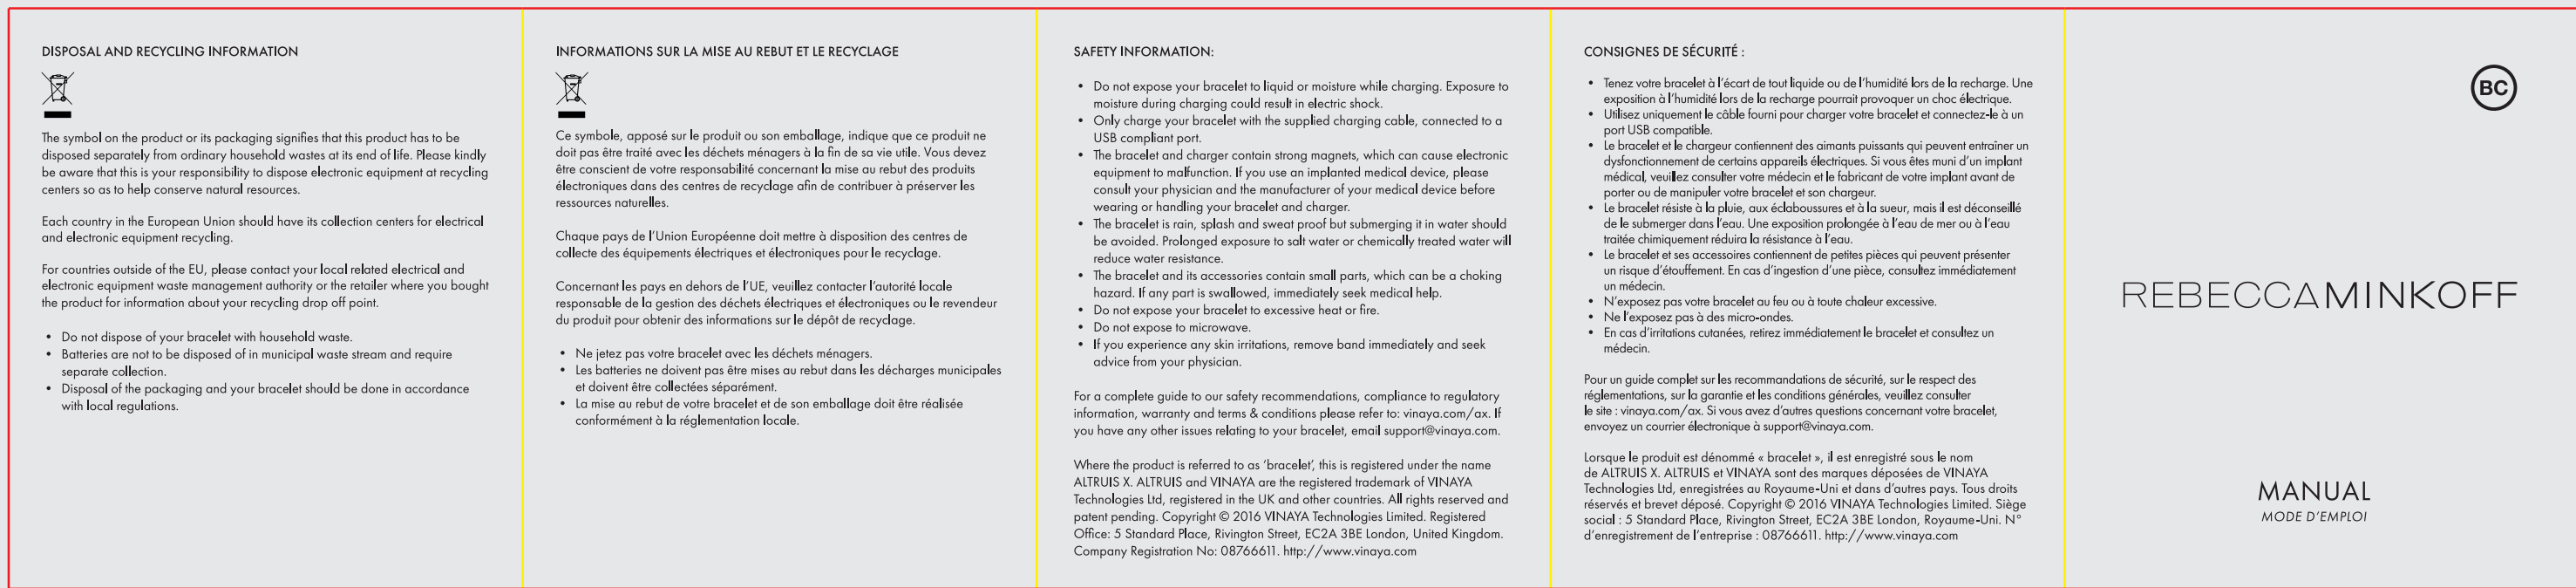 DISPOSAL AND RECYCLING INFORMATION
The symbol on the product or its packaging signifies that this product has to be
disposed separately from ordinary household wastes at its end of life. Please kindly
be aware that this is your responsibility to dispose electronic equipment at recycling
centers so as to help conserve natural resources.
Each country in the European Union should have its collection centers for electrical
and electronic equipment recycling.
For countries outside of the EU, please contact your local related electrical and
electronic equipment waste management authority or the retailer where you bought
the product for information about your recycling drop off point.
• Do not dispose of your bracelet with household waste.
• Batteries are not to be disposed of in municipal waste stream and require
separate collection.
• Disposal of the packaging and your bracelet should be done in accordance
with local regulations.
INFORMATIONS SUR LA MISE AU REBUT ET LE RECYCLAGE
Ce symbole, apposé sur le produit ou son emballage, indique que ce produit ne
doit pas être traité avec les déchets ménagers à la fin de sa vie utile. Vous devez
être conscient de votre responsabilité concernant la mise au rebut des produits
électroniques dans des centres de recyclage afin de contribuer à préserver les
ressources naturelles.
Chaque pays de l’Union Européenne doit mettre à disposition des centres de
collecte des équipements électriques et électroniques pour le recyclage.
Concernant les pays en dehors de l’UE, veuillez contacter l’autorité locale
responsable de la gestion des déchets électriques et électroniques ou le revendeur
du produit pour obtenir des informations sur le dépôt de recyclage.
• Ne jetez pas votre bracelet avec les déchets ménagers.
• Les batteries ne doivent pas être mises au rebut dans les décharges municipales
et doivent être collectées séparément.
• La mise au rebut de votre bracelet et de son emballage doit être réalisée
conformément à la réglementation locale.
SAFETY INFORMATION:
• Do not expose your bracelet to liquid or moisture while charging. Exposure to
moisture during charging could result in electric shock.
• Only charge your bracelet with the supplied charging cable, connected to a
USB compliant port.
• The bracelet and charger contain strong magnets, which can cause electronic
equipment to malfunction. If you use an implanted medical device, please
consult your physician and the manufacturer of your medical device before
wearing or handling your bracelet and charger.
• The bracelet is rain, splash and sweat proof but submerging it in water should
be avoided. Prolonged exposure to salt water or chemically treated water will
reduce water resistance.
• The bracelet and its accessories contain small parts, which can be a choking
hazard. If any part is swallowed, immediately seek medical help.
• Do not expose your bracelet to excessive heat or fire.
• Do not expose to microwave.
• If you experience any skin irritations, remove band immediately and seek
advice from your physician.
For a complete guide to our safety recommendations, compliance to regulatory
information, warranty and terms & conditions please refer to: vinaya.com/ax. If
you have any other issues relating to your bracelet, email support@vinaya.com.
Where the product is referred to as ‘bracelet’, this is registered under the name
ALTRUIS X. ALTRUIS and VINAYA are the registered trademark of VINAYA
Technologies Ltd, registered in the UK and other countries. All rights reserved and
patent pending. Copyright © 2016 VINAYA Technologies Limited. Registered
Office: 5 Standard Place, Rivington Street, EC2A 3BE London, United Kingdom.
Company Registration No: 08766611. http://www.vinaya.com
CONSIGNES DE SÉCURITÉ :
• Tenez votre bracelet à l’écart de tout liquide ou de l’humidité lors de la recharge. Une
exposition à l’humidité lors de la recharge pourrait provoquer un choc électrique.
• Utilisez uniquement le câble fourni pour charger votre bracelet et connectez-le à un
port USB compatible.
• Le bracelet et le chargeur contiennent des aimants puissants qui peuvent entraîner un
dysfonctionnement de certains appareils électriques. Si vous êtes muni d’un implant
médical, veuillez consulter votre médecin et le fabricant de votre implant avant de
porter ou de manipuler votre bracelet et son chargeur.
• Le bracelet résiste à la pluie, aux éclaboussures et à la sueur, mais il est déconseillé
de le submerger dans l’eau. Une exposition prolongée à l’eau de mer ou à l’eau
traitée chimiquement réduira la résistance à l’eau.
• Le bracelet et ses accessoires contiennent de petites pièces qui peuvent présenter
un risque d’étouffement. En cas d’ingestion d’une pièce, consultez immédiatement
un médecin.
• N’exposez pas votre bracelet au feu ou à toute chaleur excessive.
• Ne l’exposez pas à des micro-ondes.
• En cas d’irritations cutanées, retirez immédiatement le bracelet et consultez un
médecin.
Pour un guide complet sur les recommandations de sécurité, sur le respect des
réglementations, sur la garantie et les conditions générales, veuillez consulter
le site : vinaya.com/ax. Si vous avez d’autres questions concernant votre bracelet,
envoyez un courrier électronique à support@vinaya.com.
Lorsque le produit est dénommé « bracelet », il est enregistré sous le nom
de ALTRUIS X. ALTRUIS et VINAYA sont des marques déposées de VINAYA
Technologies Ltd, enregistrées au Royaume-Uni et dans d’autres pays. Tous droits
réservés et brevet déposé. Copyright © 2016 VINAYA Technologies Limited. Siège
social : 5 Standard Place, Rivington Street, EC2A 3BE London, Royaume-Uni. N°
d’enregistrement de l’entreprise : 08766611. http://www.vinaya.com
BC
REBECCAMINKOFF
MANUAL
MODE D’EMPLOI